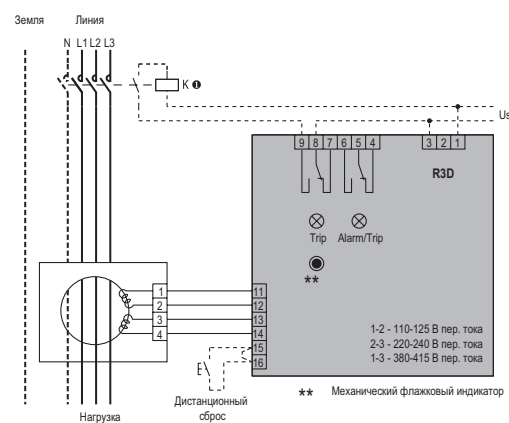 Земля Линия
N L1 L2 L3
K ❶
Us
9 8 7 6 5 4 3 2 1
R3D
Trip Alarm/Trip
**
1 11
2 12
3 13
4 14
15
16
1-2 - 110-125 В пер. тока
2-3 - 220-240 В пер. тока
1-3 - 380-415 В пер. тока
E
** Механический флажковый индикатор
Дистанционный
сброс
Нагрузка